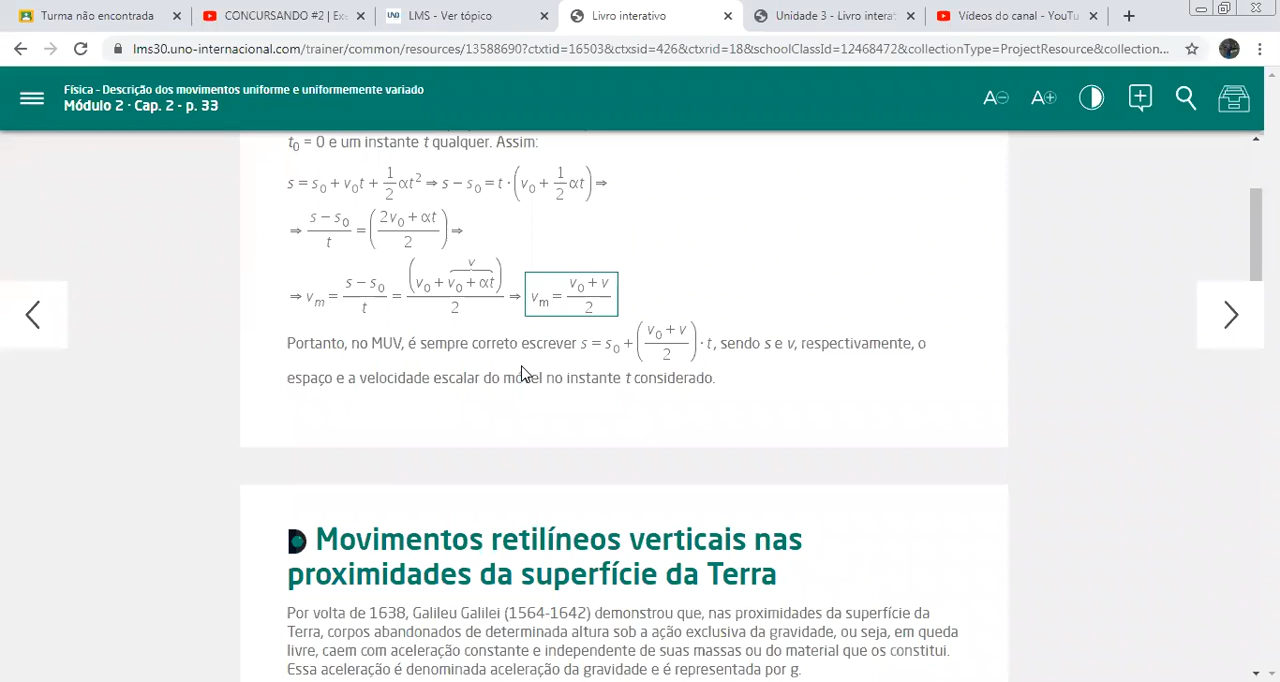 Turma não encontrada
CONCURSANDO #2 | Exe
LMS - Ver tópico
Livro interativo
Unidade 3 - Livro intera
Vídeos do canal - YouTu
lms30.uno-internacional.com/trainer/common/resources/13588690?ctxtid=16503&ctxsid=426&ctxrid=18&schoolClassId=12468472&collectionType=ProjectResource&collection...
Física - Descrição dos movimentos uniforme e uniformemente variado
Módulo 2 · Cap. 2 - p. 33
A⊖ A⊕
t₀ = 0 e um instante t qualquer. Assim:
s = s₀ + v₀t + 1/2 αt² ⇒ s − s₀ = t · (v₀ + 1/2 αt) ⇒
⇒ (s − s₀)/t = ((2v₀ + αt)/2) ⇒
⇒ vₘ = (s − s₀)/t = (v₀ + v₀ + αt)/2 ⇒ vₘ = (v₀ + v)/2
v
Portanto, no MUV, é sempre correto escrever s = s₀ + ((v₀ + v)/2) · t, sendo s e v, respectivamente, o
espaço e a velocidade escalar do móvel no instante t considerado.
Movimentos retilíneos verticais nas
proximidades da superfície da Terra
Por volta de 1638, Galileu Galilei (1564-1642) demonstrou que, nas proximidades da superfície da
Terra, corpos abandonados de determinada altura sob a ação exclusiva da gravidade, ou seja, em queda
livre, caem com aceleração constante e independente de suas massas ou do material que os constitui.
Essa aceleração é denominada aceleração da gravidade e é representada por g.